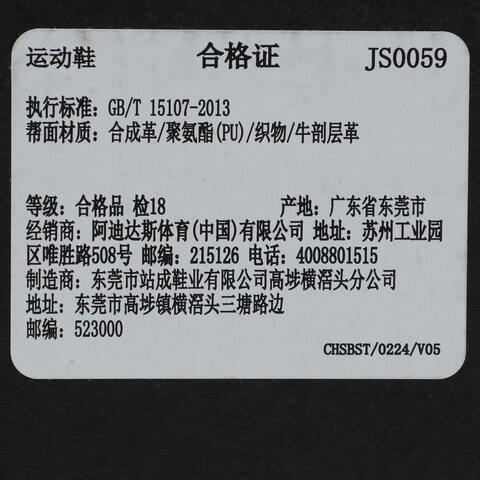 运动鞋 合格证 JS0059
执行标准: GB/T 15107-2013
帮面材质: 合成革/聚氨酯(PU)/织物/牛剖层革
等级: 合格品 检18 产地: 广东省东莞市
经销商: 阿迪达斯体育(中国)有限公司 地址: 苏州工业园
区唯胜路508号 邮编: 215126 电话: 4008801515
制造商: 东莞市站成鞋业有限公司高埗横滘头分公司
地址: 东莞市高埗镇横滘头三塘路边
邮编: 523000
CHSBST/0224/V05